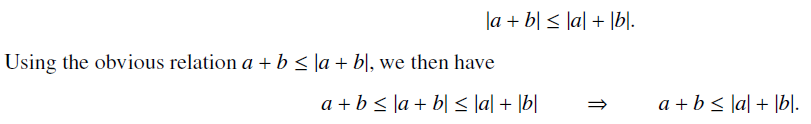 |a + b| ≤ |a| + |b|.
Using the obvious relation a + b ≤ |a + b|, we then have
a + b ≤ |a + b| ≤ |a| + |b| ⇒ a + b ≤ |a| + |b|.